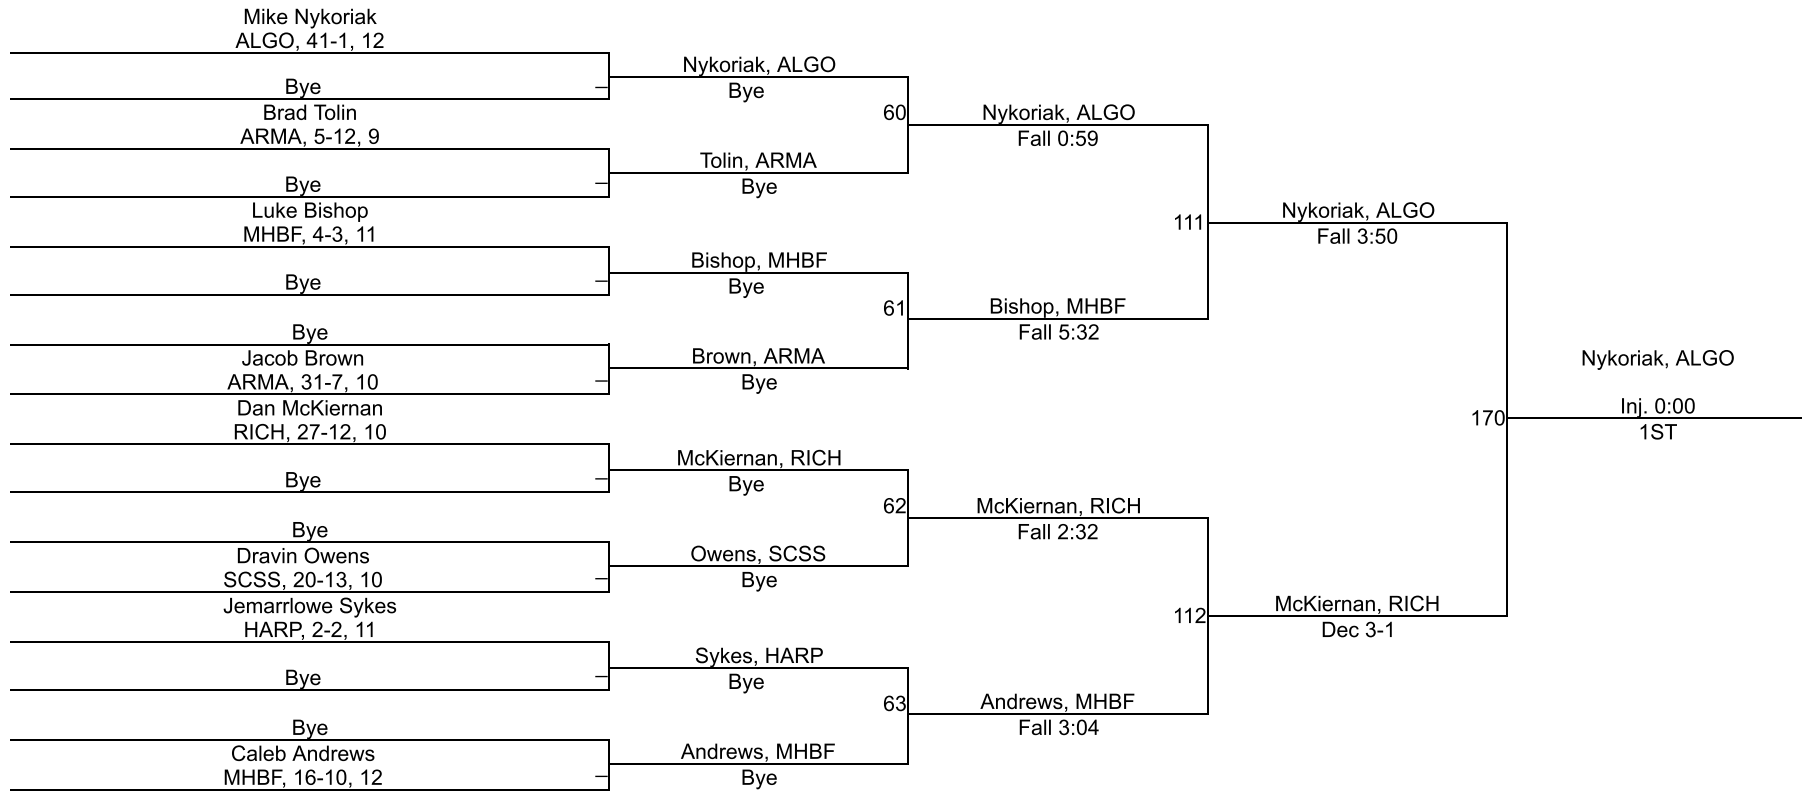 Mike Nykoriak
ALGO, 41-1, 12
Bye
Brad Tolin
ARMA, 5-12, 9
Bye
Luke Bishop
MHBF, 4-3, 11
Bye
Bye
Jacob Brown
ARMA, 31-7, 10
Dan McKiernan
RICH, 27-12, 10
Bye
Bye
Dravin Owens
SCSS, 20-13, 10
Jemarrlowe Sykes
HARP, 2-2, 11
Bye
Bye
Caleb Andrews
MHBF, 16-10, 12
Nykoriak, ALGO
Bye
60
Tolin, ARMA
Bye
Bishop, MHBF
Bye
61
Brown, ARMA
Bye
McKiernan, RICH
Bye
62
Owens, SCSS
Bye
Sykes, HARP
Bye
63
Andrews, MHBF
Bye
Nykoriak, ALGO
Fall 0:59
111
Bishop, MHBF
Fall 5:32
McKiernan, RICH
Fall 2:32
112
Andrews, MHBF
Fall 3:04
Nykoriak, ALGO
Fall 3:50
170
McKiernan, RICH
Dec 3-1
Nykoriak, ALGO
Inj. 0:00
1ST